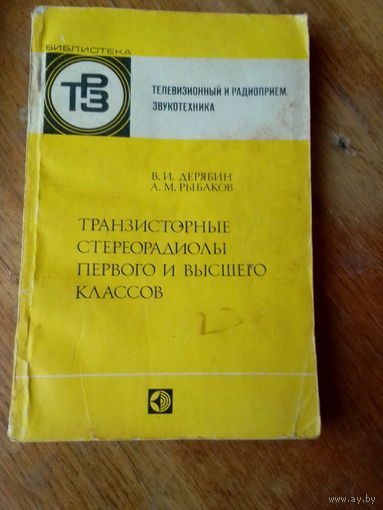 БИБЛИОТЕКА
ТРЗ
ТЕЛЕВИЗИОННЫЙ И РАДИОПРИЕМ.
ЗВУКОТЕХНИКА
В. И. ДЕРЯБИН
А. М. РЫБАКОВ
ТРАНЗИСТОРНЫЕ
СТЕРЕОРАДИОЛЫ
ПЕРВОГО И ВЫСШЕГО
КЛАССОВ
www.ay.by